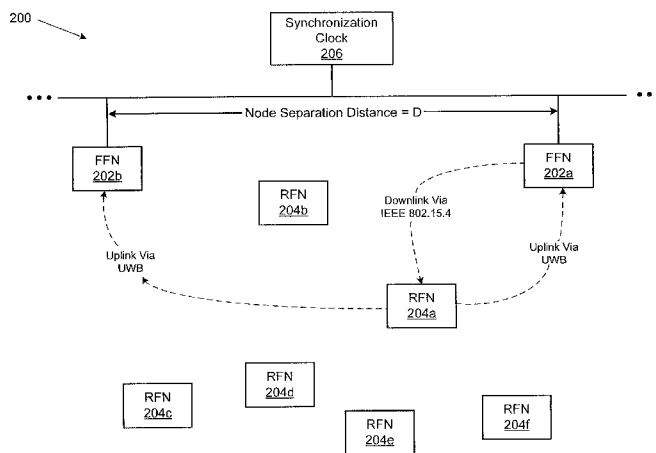 200
Synchronization
Clock
206
••• Node Separation Distance = D •••
FFN
202b
FFN
202a
RFN
204b
Downlink Via
IEEE 802.15.4
Uplink Via
UWB
Uplink Via
UWB
RFN
204a
RFN
204c
RFN
204d
RFN
204e
RFN
204f